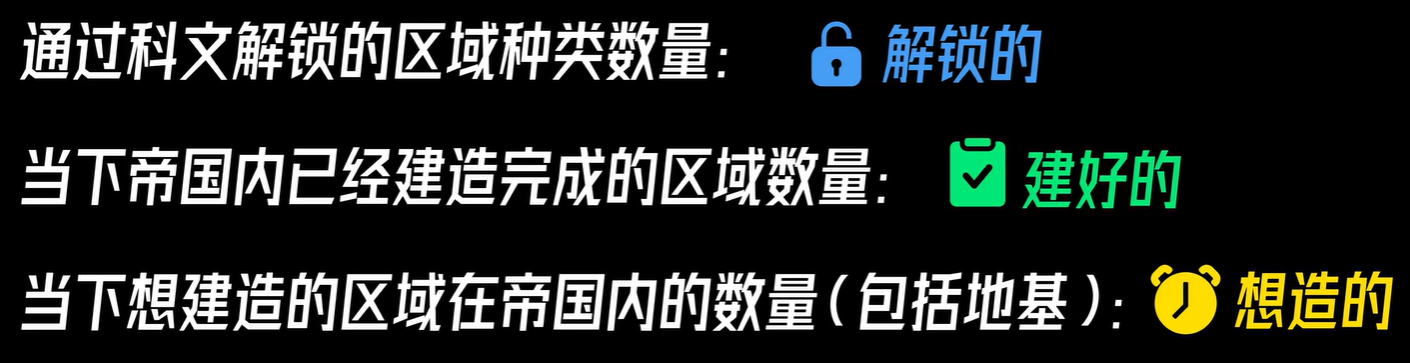 通过科文解锁的区域种类数量: 解锁的
当下帝国内已经建造完成的区域数量: 建好的
当下想建造的区域在帝国内的数量(包括地基): 想造的